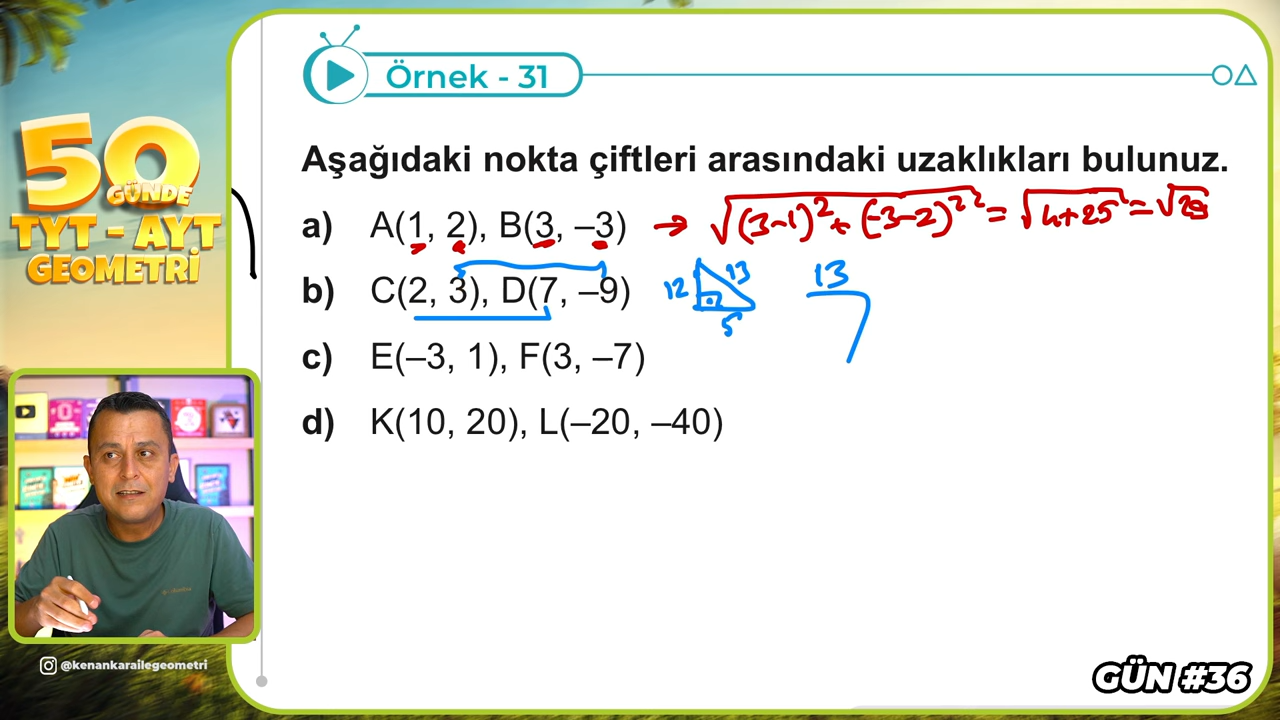 Örnek - 31
50
GÜNDE
TYT - AYT
GEOMETRİ
Aşağıdaki nokta çiftleri arasındaki uzaklıkları bulunuz.
a) A(1, 2), B(3, –3) → √(3-1)² + (-3-2)² = √4+25 = √29
b) C(2, 3), D(7, –9) 12 13 5 13
c) E(–3, 1), F(3, –7)
d) K(10, 20), L(–20, –40)
@kenankarailegeometri
GÜN #36